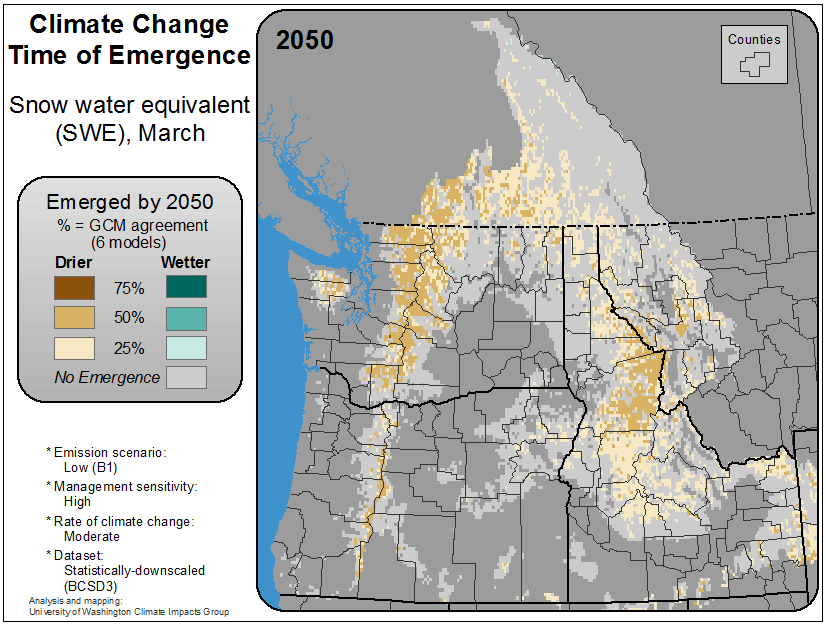 Climate Change
Time of Emergence
Snow water equivalent
(SWE), March
Emerged by 2050
% = GCM agreement
(6 models)
Drier Wetter
75%
50%
25%
No Emergence
* Emission scenario:
Low (B1)
* Management sensitivity:
High
* Rate of climate change:
Moderate
* Dataset:
Statistically-downscaled
(BCSD3)
Analysis and mapping:
University of Washington Climate Impacts Group
2050
Counties